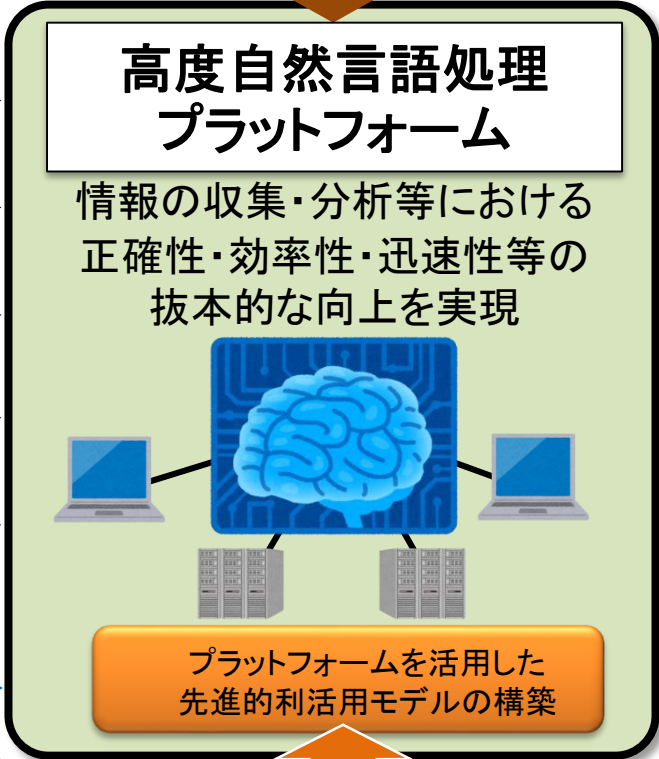 高度自然言語処理
プラットフォーム
情報の収集・分析等における
正確性・効率性・迅速性等の
抜本的な向上を実現
プラットフォームを活用した
先進的利活用モデルの構築